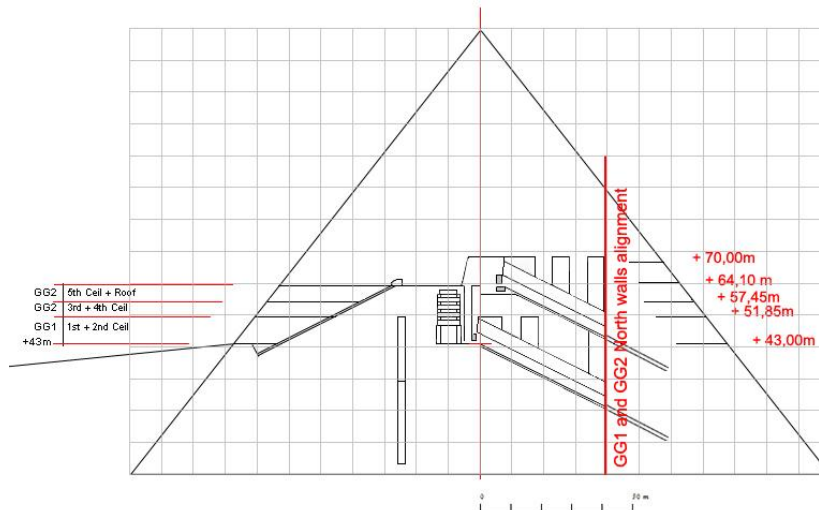 GG2 5th Ceil + Roof
GG2 3rd + 4th Ceil
GG1 1st + 2nd Ceil
+43m
GG1 and GG2 North walls alignment
+ 70,00m
+ 64,10 m
+ 57,45m
+ 51,85m
+ 43,00m
0